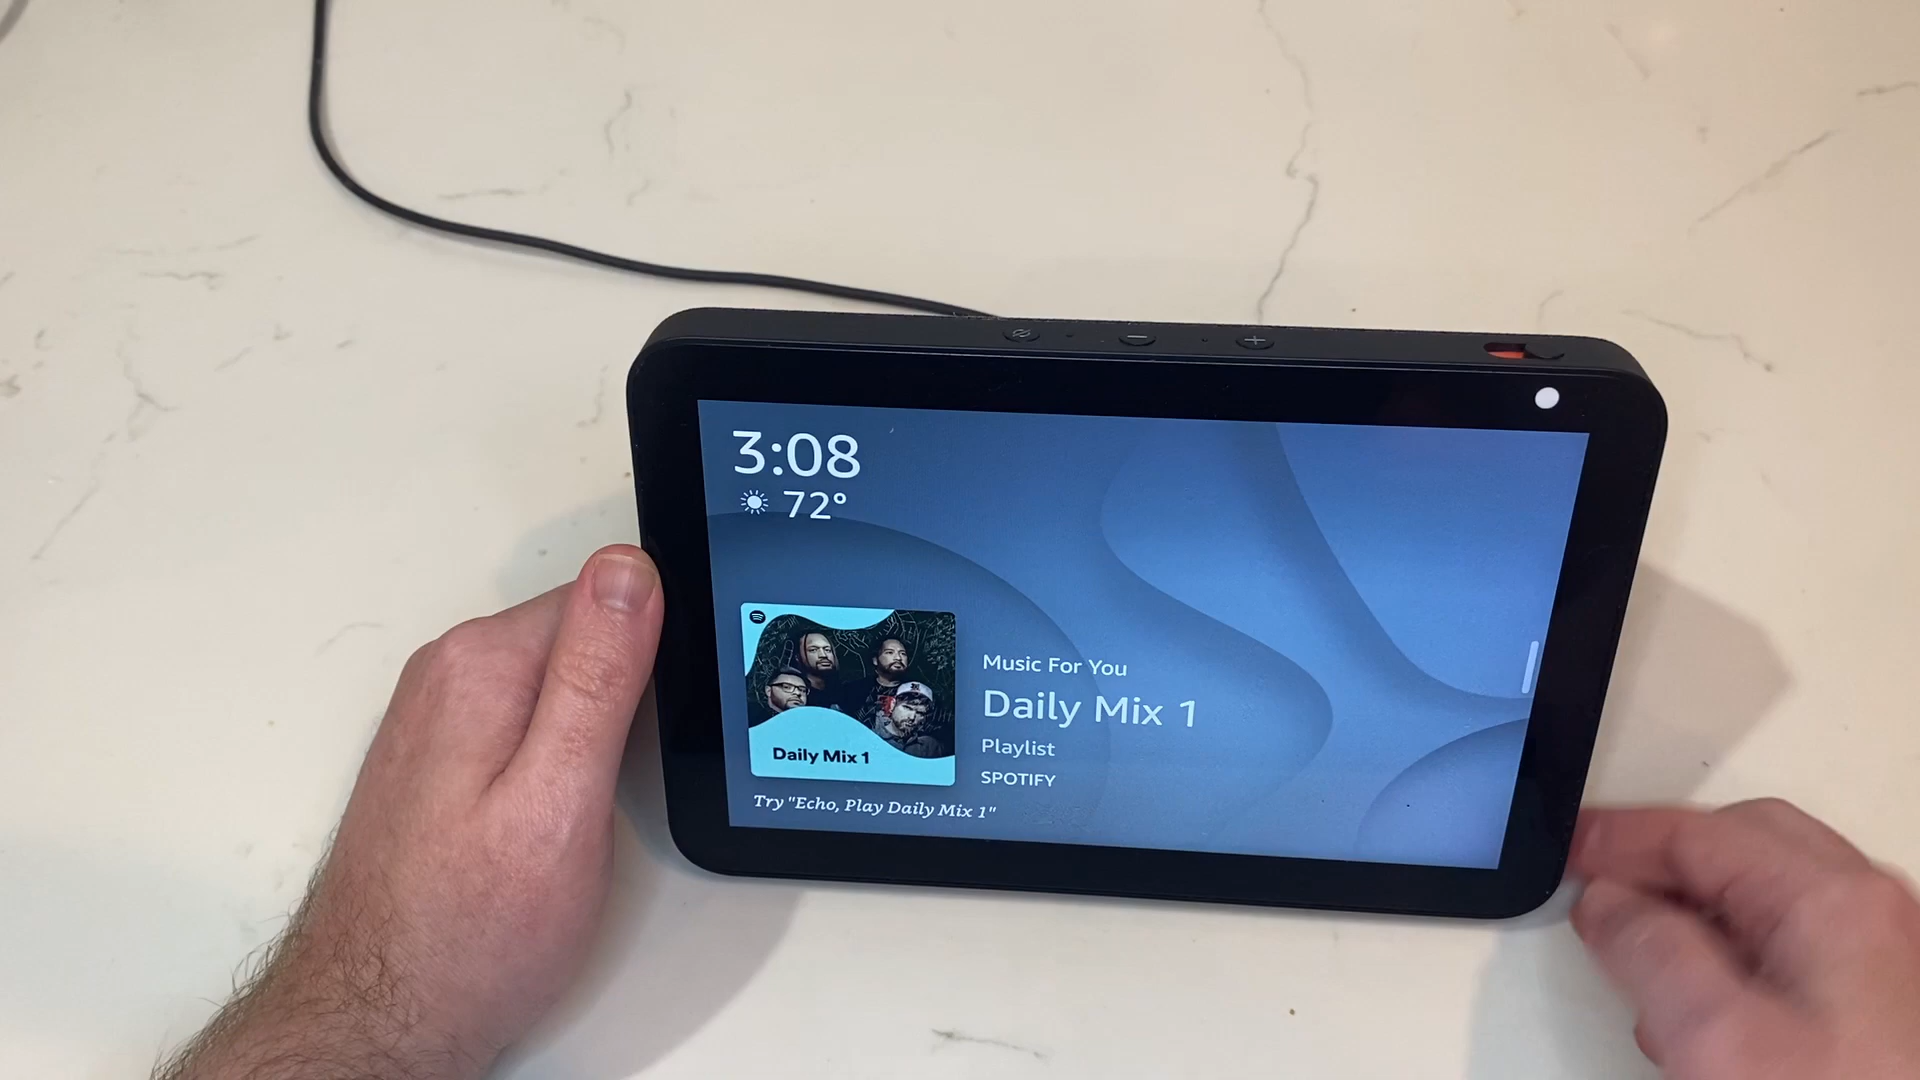 3:08
72°
Music For You
Daily Mix 1
Playlist
SPOTIFY
Daily Mix 1
Try "Echo, Play Daily Mix 1"